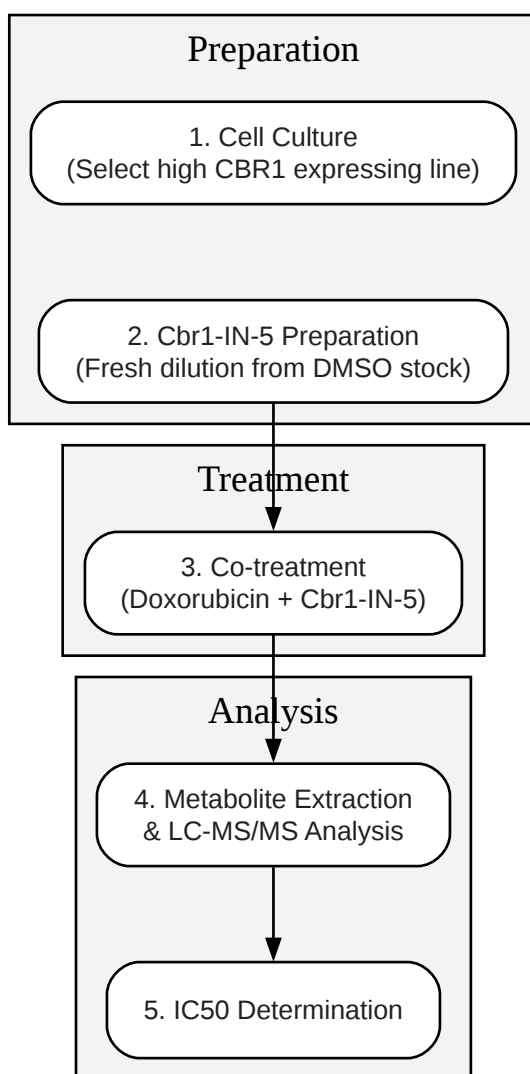 Preparation
1. Cell Culture
(Select high CBR1 expressing line)
2. Cbr1-IN-5 Preparation
(Fresh dilution from DMSO stock)
Treatment
3. Co-treatment
(Doxorubicin + Cbr1-IN-5)
Analysis
4. Metabolite Extraction
& LC-MS/MS Analysis
5. IC50 Determination